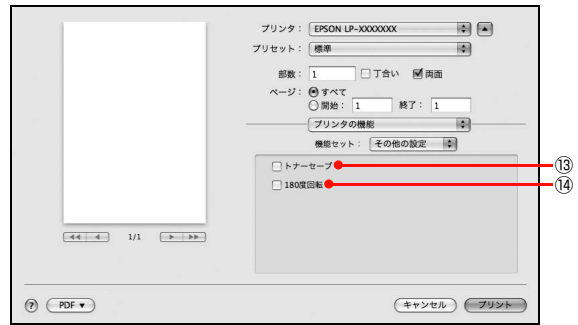 プリンタ： EPSON LP-XXXXXXX
プリセット： 標準
部数： 1 丁合い 両面
ページ： すべて
開始： 1 終了： 1
プリンタの機能
機能セット： その他の設定
トナーセーブ ⑬
180度回転 ⑭
1/1
? PDF▼ キャンセル プリント